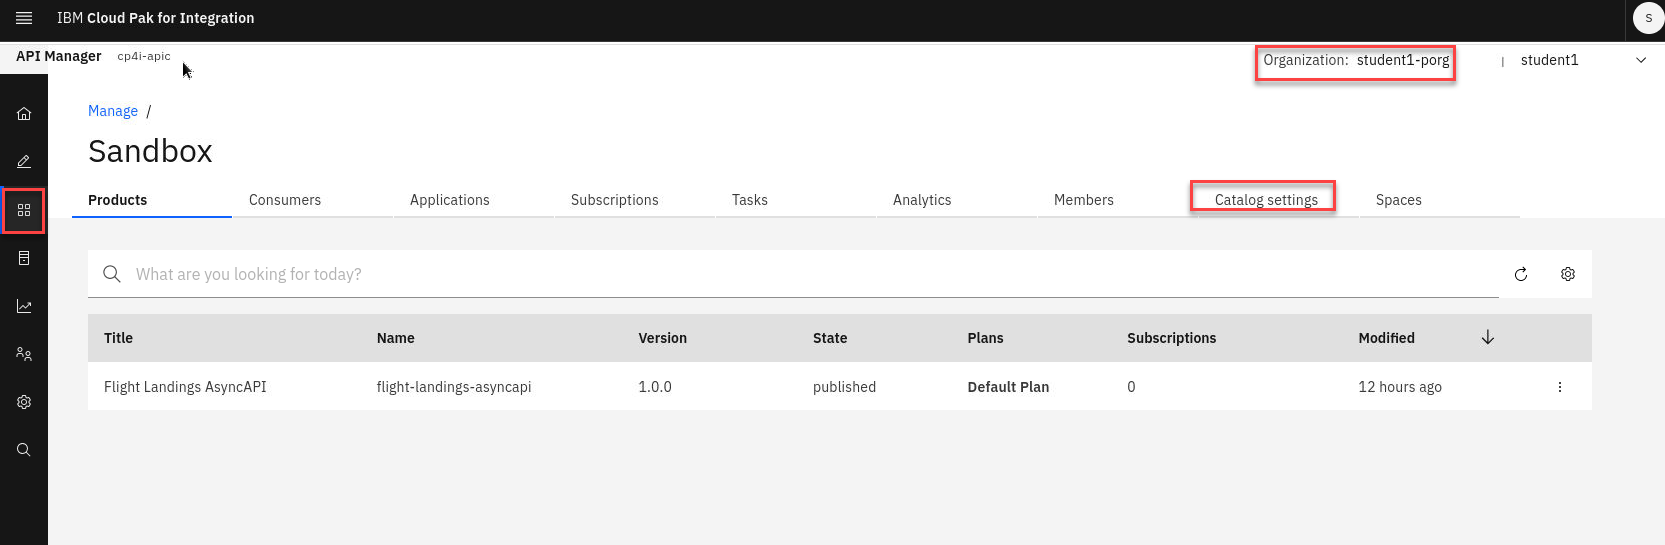 IBM Cloud Pak for Integration
S
API Manager cp4i-apic
Organization: student1-porg | student1
Manage /
Sandbox
Products Consumers Applications Subscriptions Tasks Analytics Members Catalog settings Spaces
What are you looking for today?
Title Name Version State Plans Subscriptions Modified
Flight Landings AsyncAPI flight-landings-asyncapi 1.0.0 published Default Plan 0 12 hours ago